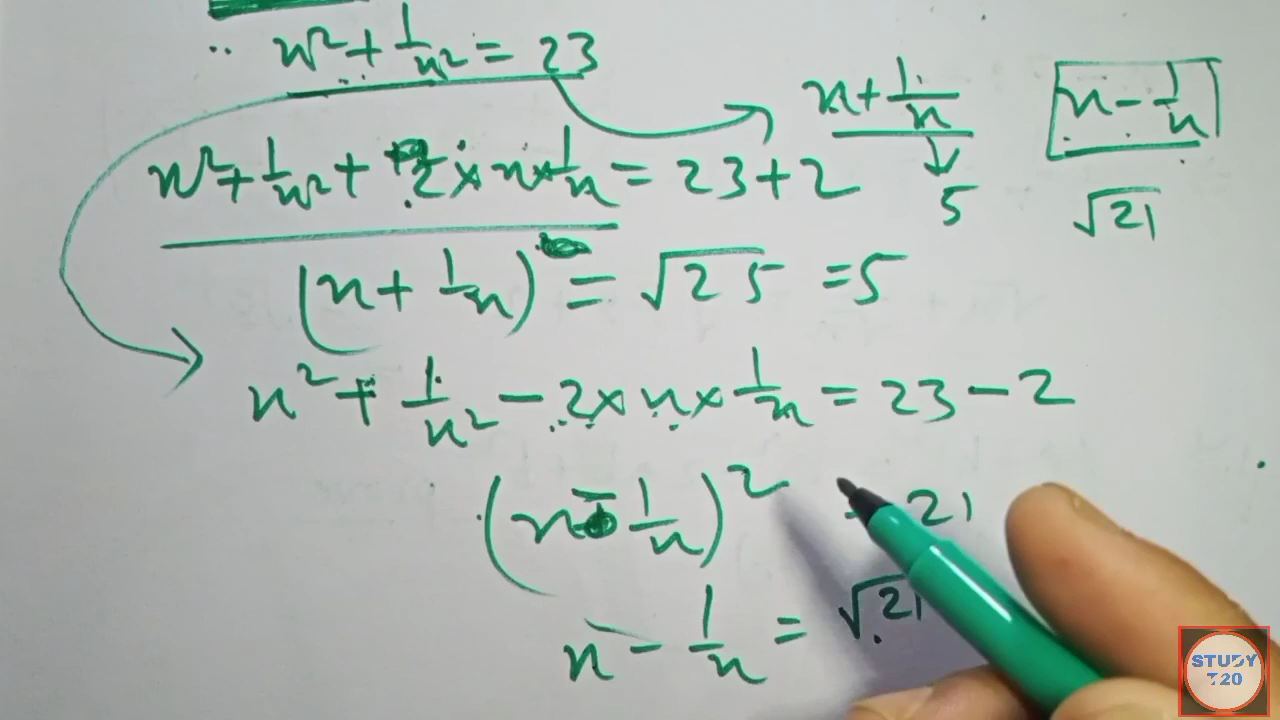 x² + 1/x² = 23
x + 1/x
x - 1/x
x² + 1/x² + 2 × x × 1/x = 23 + 2
5
√21
(x + 1/x) = √25 = 5
x² + 1/x² - 2 × x × 1/x = 23 - 2
(x - 1/x)² = 21
x - 1/x = √21
STUDY
T20